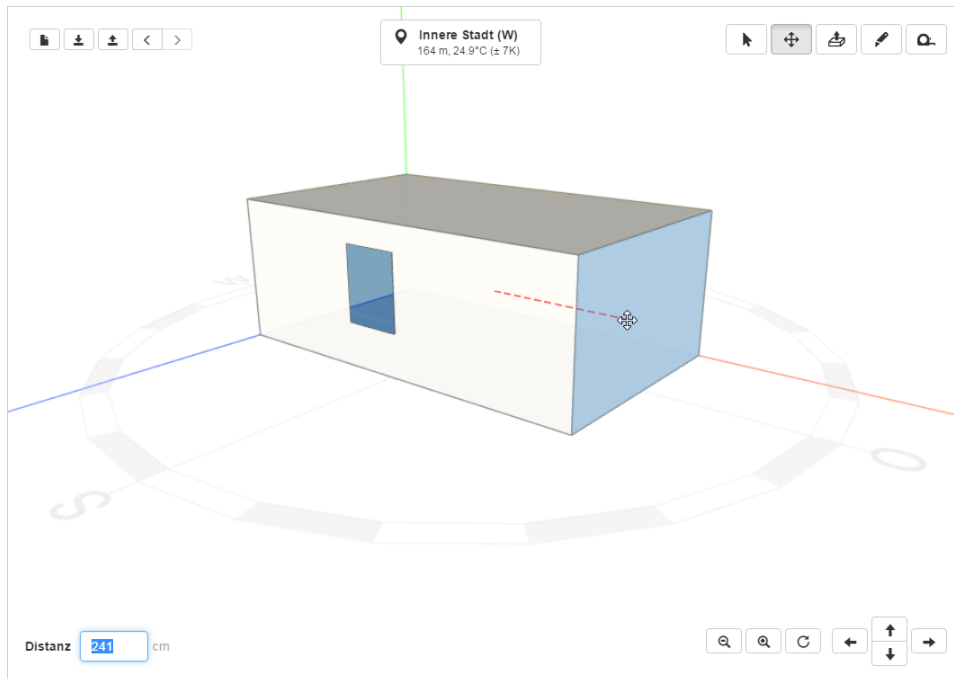 Innere Stadt (W)
164 m, 24.9°C (± 7K)
W
S
O
Distanz 241 cm